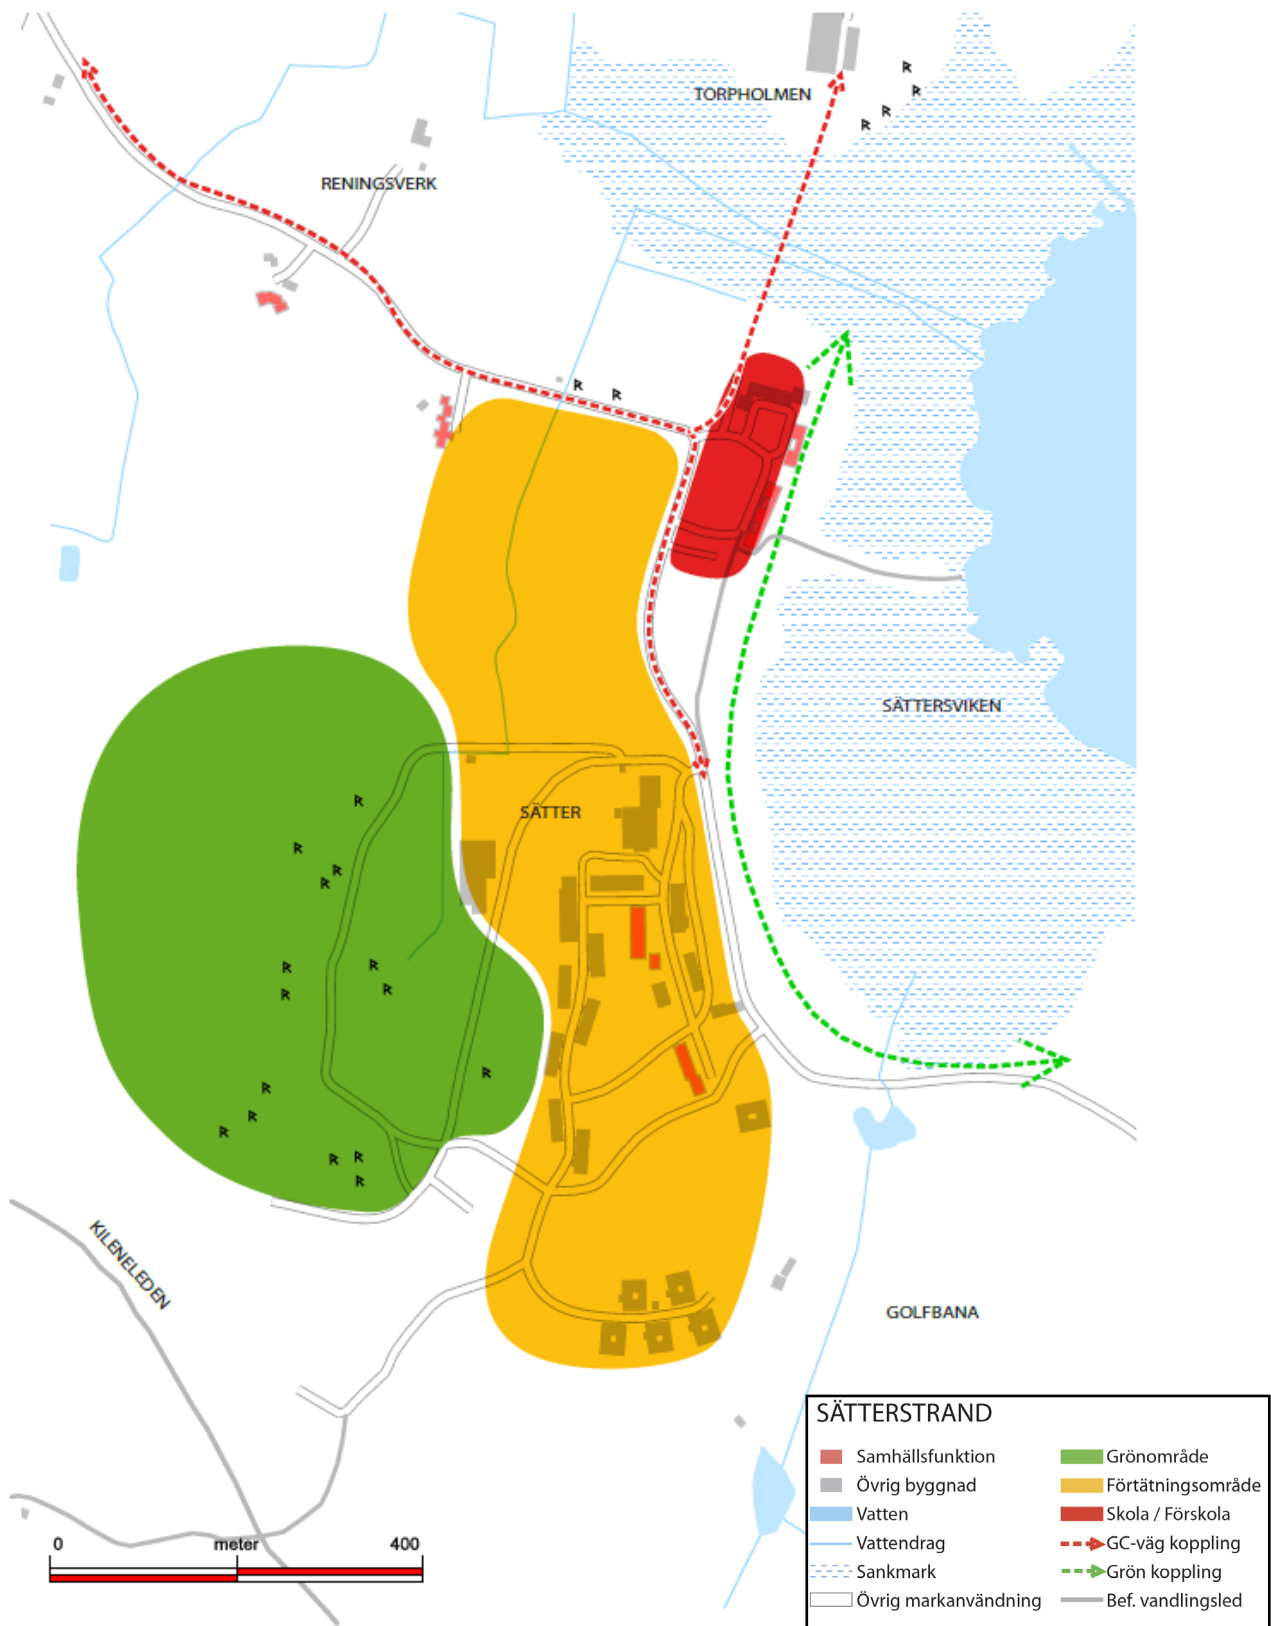 TORPHOLMEN
RENINGSVERK
SÄTTERSVIKEN
SÄTTER
KILENELEDEN
GOLFBANA
SÄTTERSTRAND
Samhällsfunktion
Övrig byggnad
Vatten
Vattendrag
Sankmark
Övrig markanvändning
Grönområde
Förtätningsområde
Skola / Förskola
GC-väg koppling
Grön koppling
Bef. vandlingsled
0 meter 400